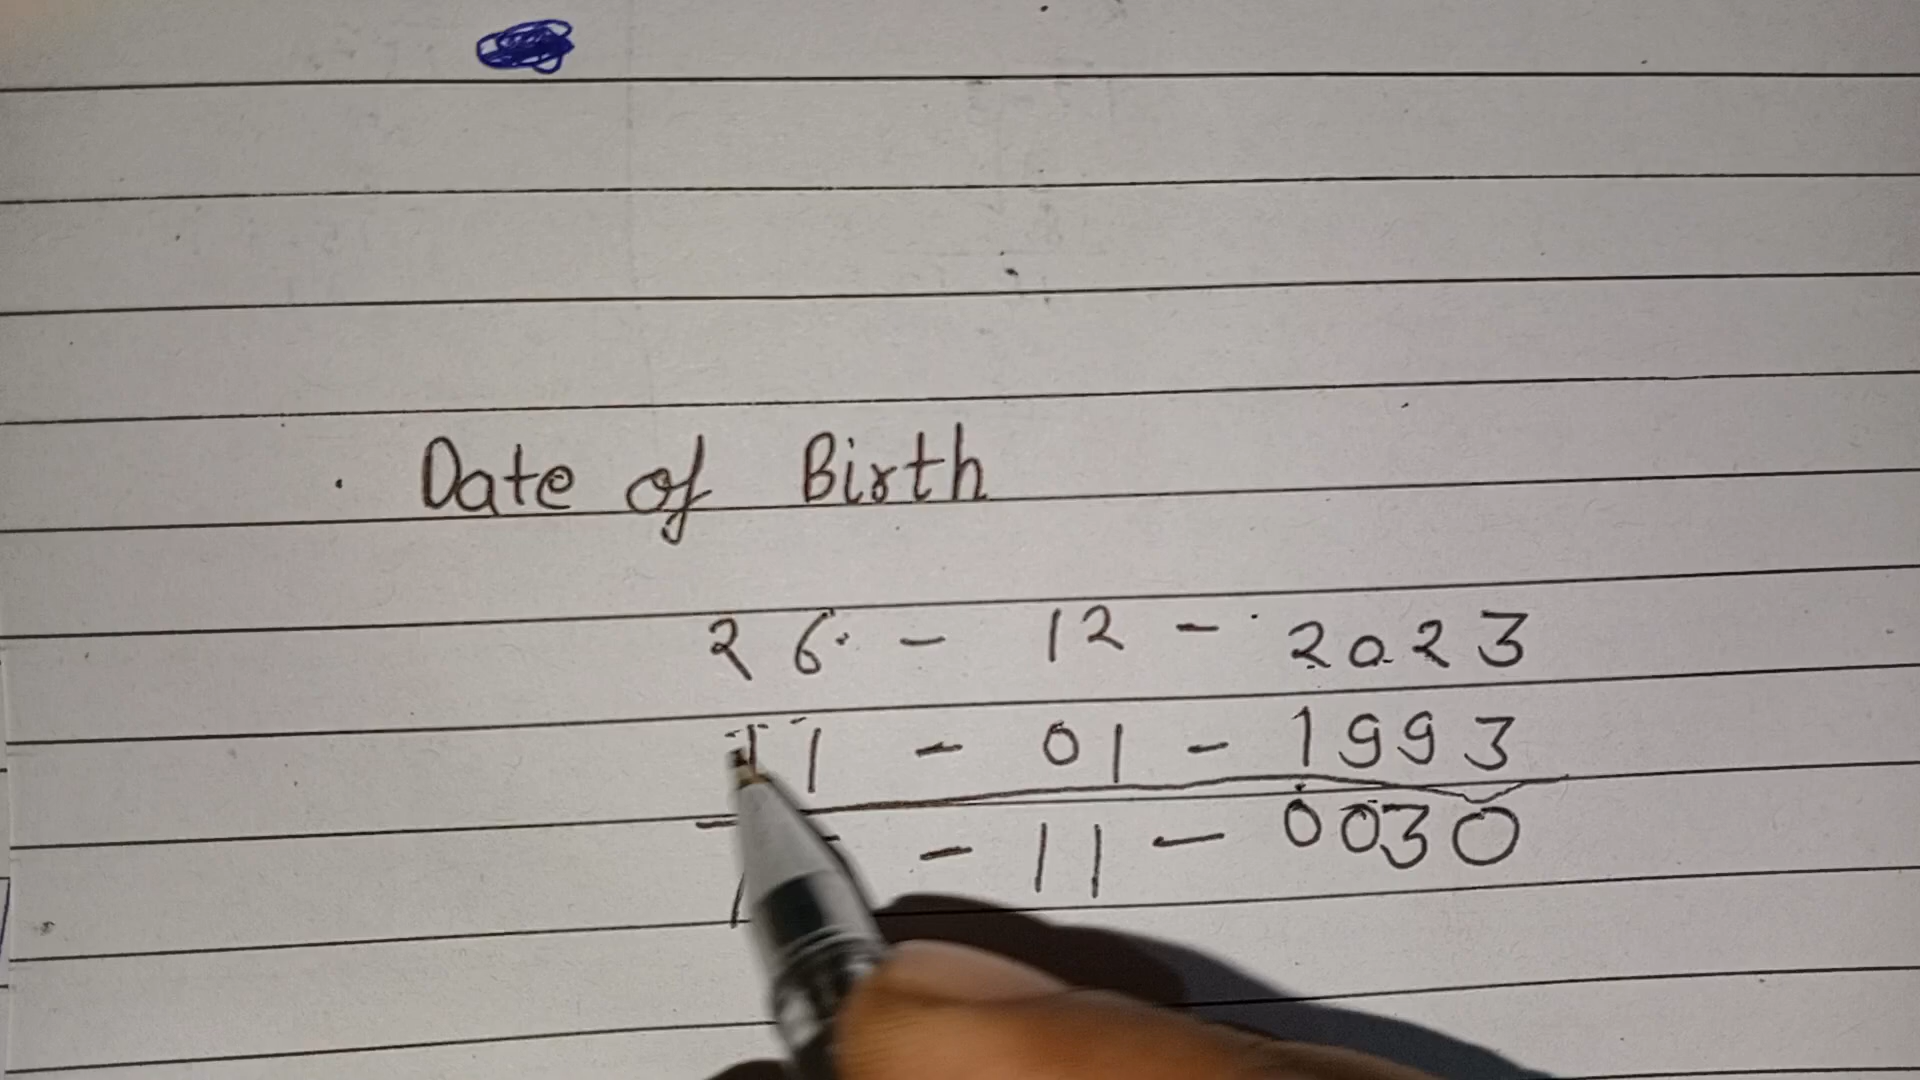 Date of Birth
26 - 12 - 2023
11 - 01 - 1993
- 11 - 0030